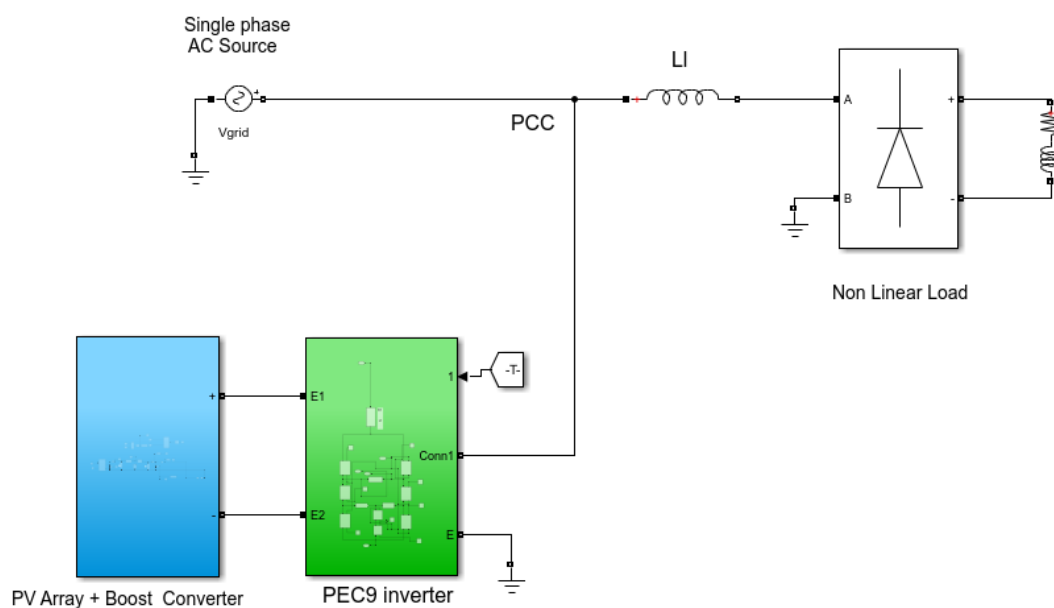 Single phase
AC Source
Vgrid
PCC
LI
A
B
+
-
Non Linear Load
+
-
E1
E2
1
-T-
Conn1
E
PV Array + Boost Converter
PEC9 inverter